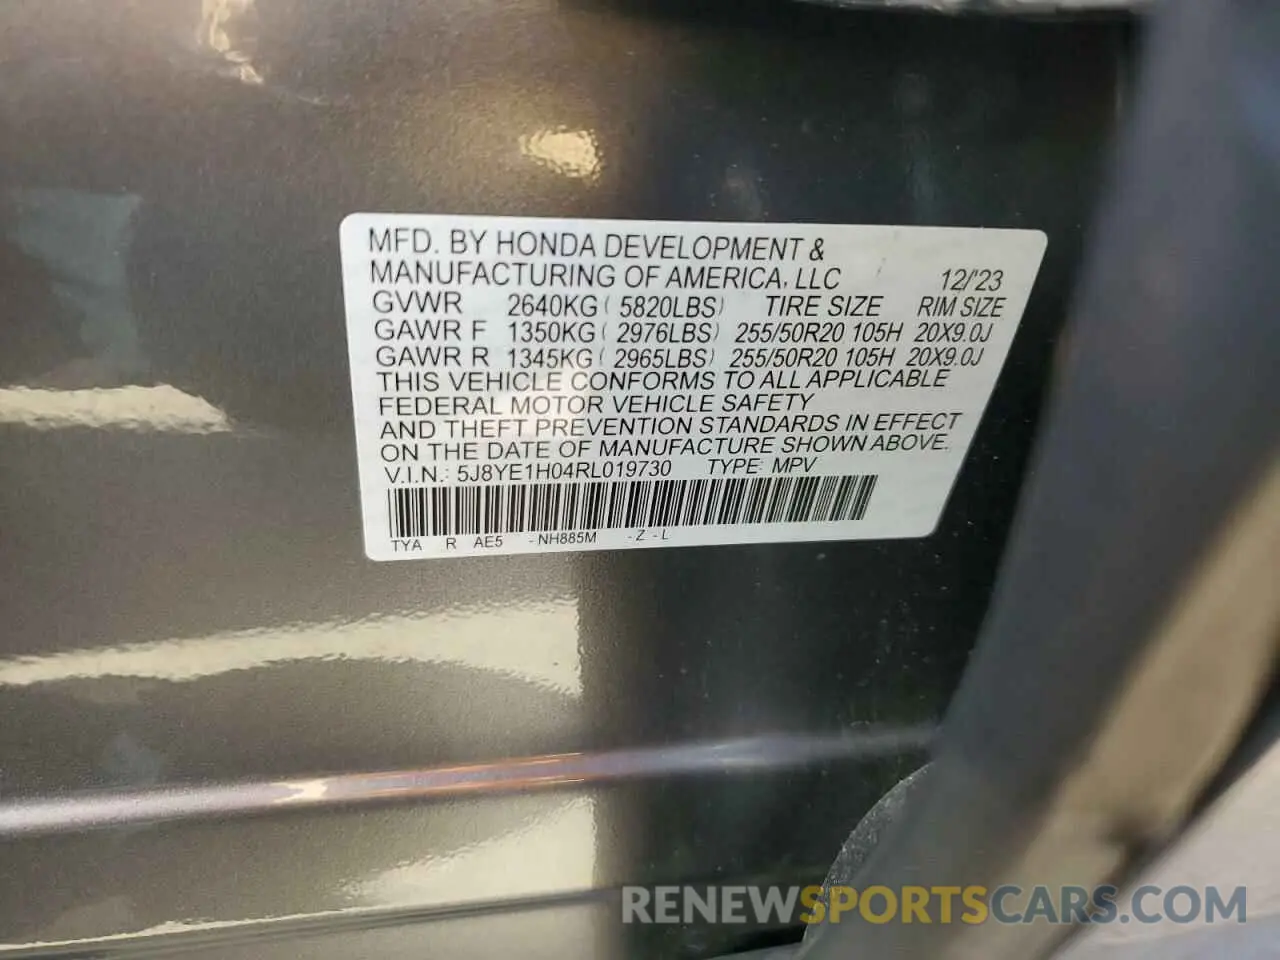 MFD. BY HONDA DEVELOPMENT &
MANUFACTURING OF AMERICA, LLC 12/'23
GVWR 2640KG ( 5820LBS) TIRE SIZE RIM SIZE
GAWR F 1350KG ( 2976LBS) 255/50R20 105H 20X9.0J
GAWR R 1345KG ( 2965LBS) 255/50R20 105H 20X9.0J
THIS VEHICLE CONFORMS TO ALL APPLICABLE
FEDERAL MOTOR VEHICLE SAFETY
AND THEFT PREVENTION STANDARDS IN EFFECT
ON THE DATE OF MANUFACTURE SHOWN ABOVE.
V.I.N.: 5J8YE1H04RL019730 TYPE: MPV
TYA R AE5 - NH885M - Z - L
RENEWSPORTSCARS.COM